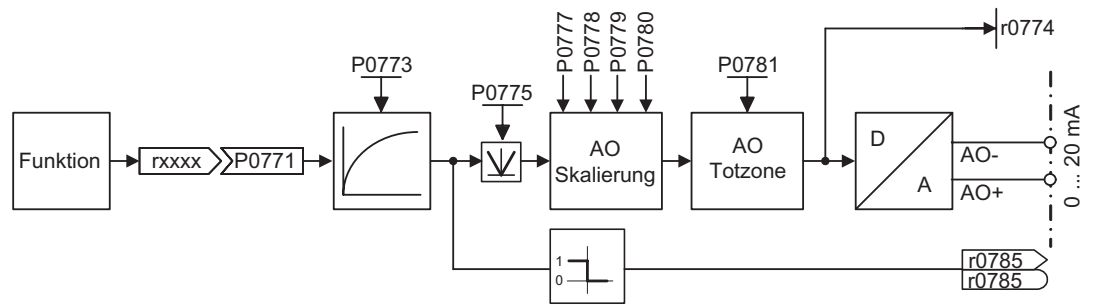 P0777
P0778
P0779
P0780
r0774
P0773
P0775
P0781
Funktion
rxxxx
P0771
AO
Skalierung
AO
Totzone
D
A
AO-
AO+
0 ... 20 mA
1
0
r0785
r0785